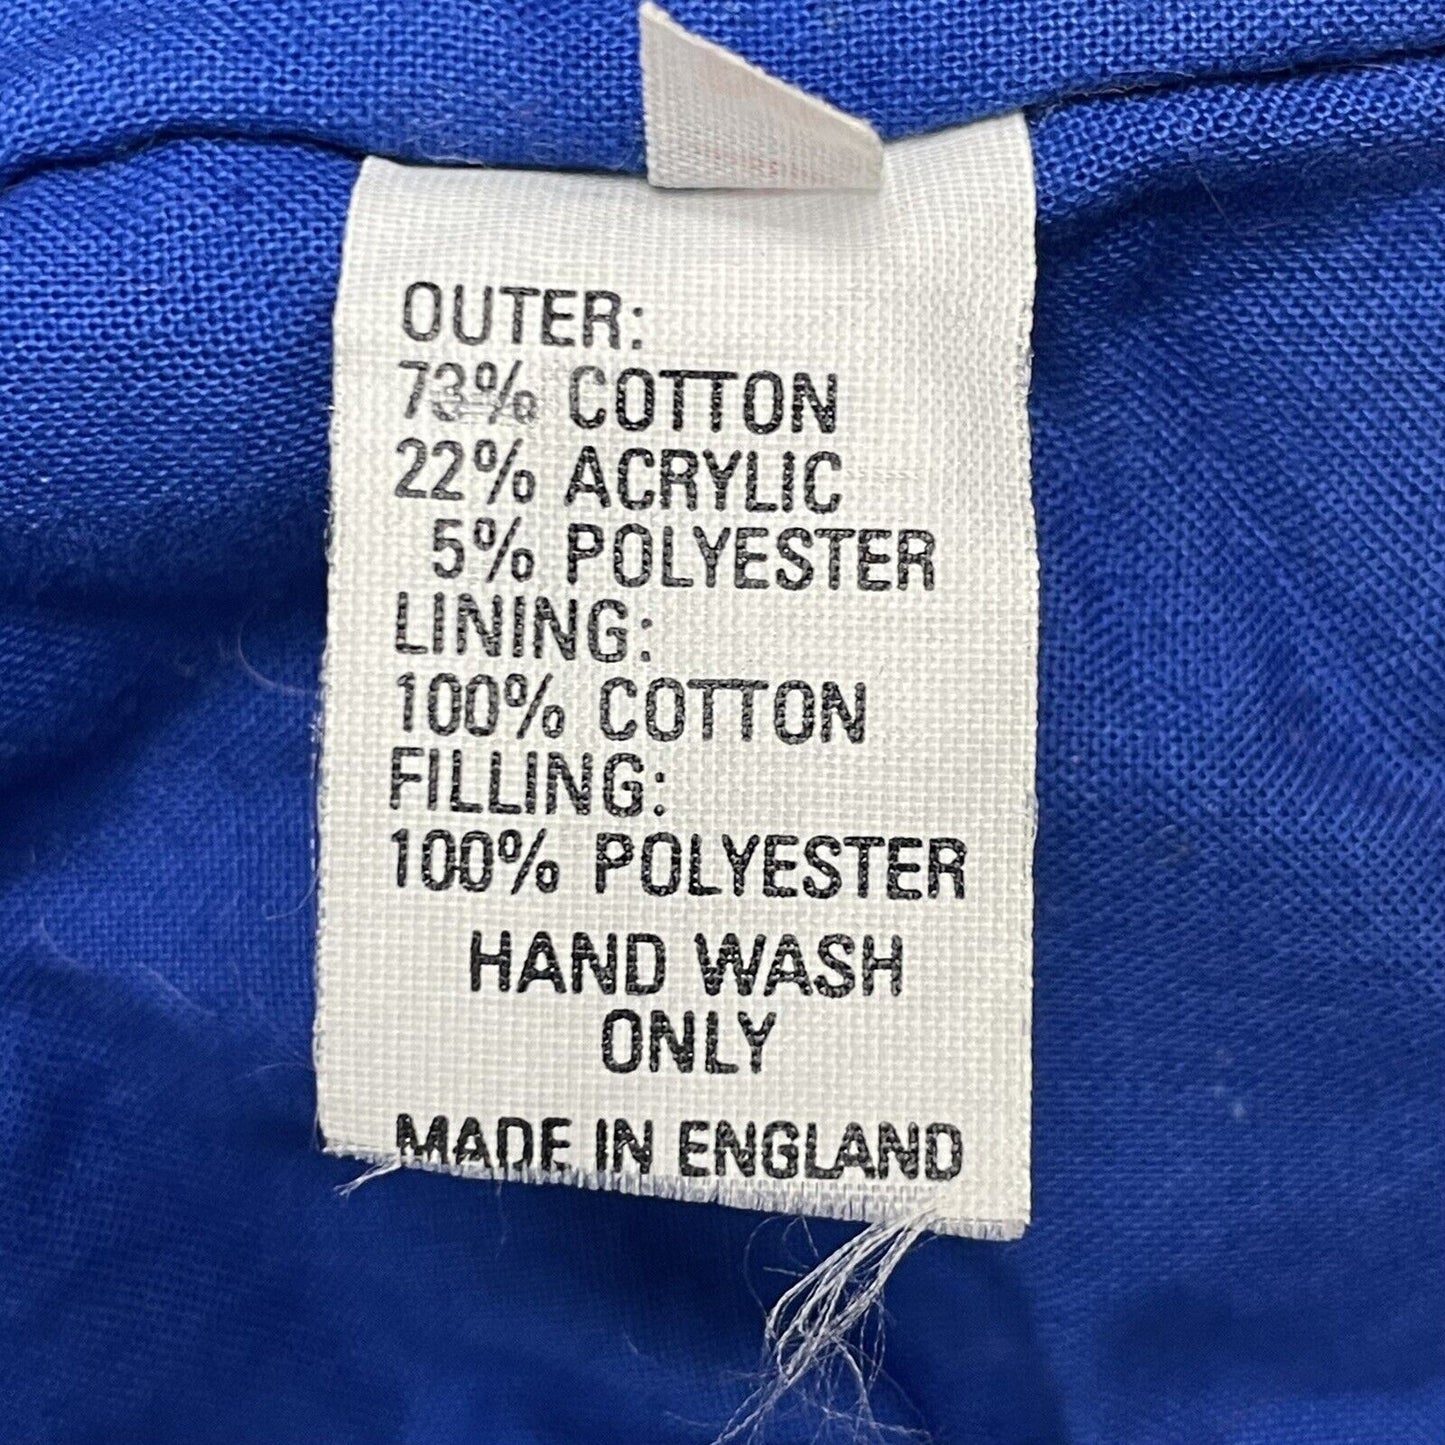 OUTER:
73% COTTON
22% ACRYLIC
5% POLYESTER
LINING:
100% COTTON
FILLING:
100% POLYESTER
HAND WASH
ONLY
MADE IN ENGLAND